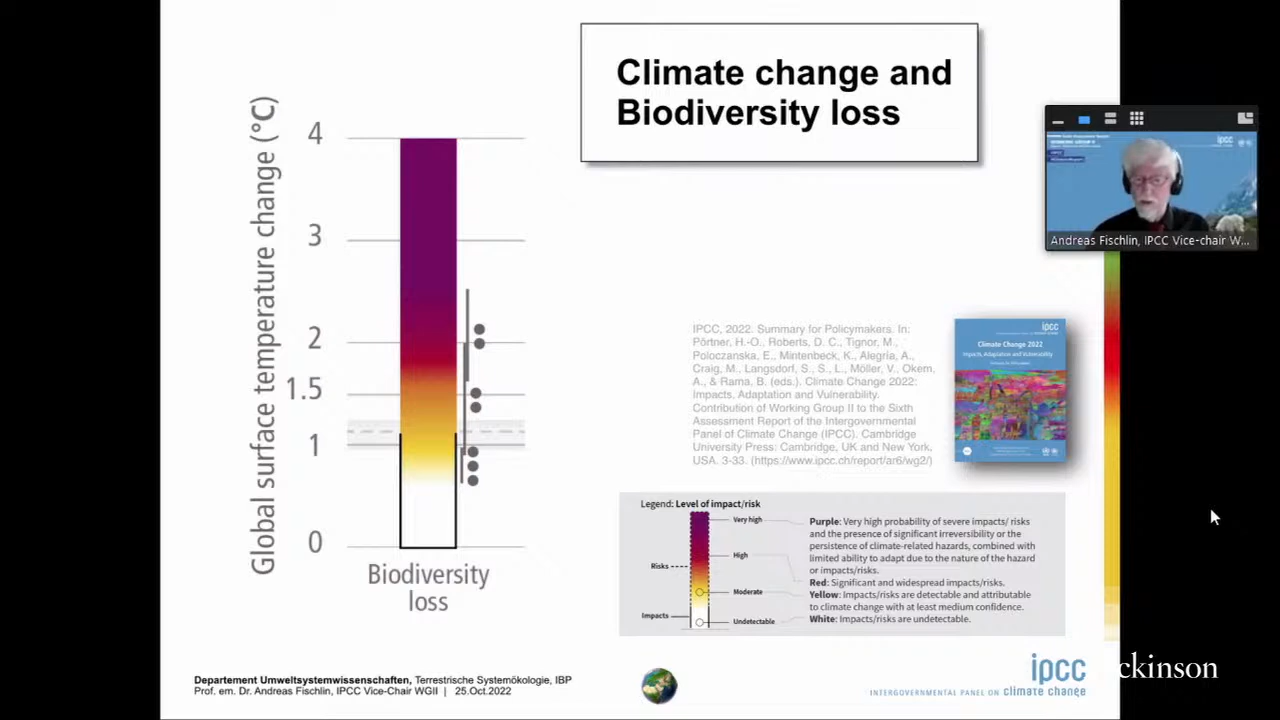 Climate change and
Biodiversity loss
Global surface temperature change (°C)
4
3
2
1.5
1
0
Biodiversity
loss
IPCC, 2022. Summary for Policymakers. In:
Pörtner, H.-O., Roberts, D. C., Tignor, M.,
Poloczanska, E., Mintenbeck, K., Alegría, A.,
Craig, M., Langsdorf, S., S. L., Möller, V., Okem,
A., & Rama, B. (eds.). Climate Change 2022:
Impacts, Adaptation and Vulnerability.
Contribution of Working Group II to the Sixth
Assessment Report of the Intergovernmental
Panel of Climate Change (IPCC). Cambridge
University Press: Cambridge, UK and New York,
USA. 3-33. (https://www.ipcc.ch/report/ar6/wg2/)
ipcc
Climate Change 2022
Impacts, Adaptation and Vulnerability
Andreas Fischlin, IPCC Vice-chair W...
ipcc
Legend: Level of impact/risk
Very high
High
Risks
Moderate
Impacts
Undetectable
Purple: Very high probability of severe impacts/ risks
and the presence of significant irreversibility or the
persistence of climate-related hazards, combined with
limited ability to adapt due to the nature of the hazard
or impacts/risks.
Red: Significant and widespread impacts/risks.
Yellow: Impacts/risks are detectable and attributable
to climate change with at least medium confidence.
White: Impacts/risks are undetectable.
Departement Umweltsystemwissenschaften, Terrestrische Systemökologie, IBP
Prof. em. Dr. Andreas Fischlin, IPCC Vice-Chair WGII | 25.Oct.2022
ipcc
INTERGOVERNMENTAL PANEL ON climate change
ckinson